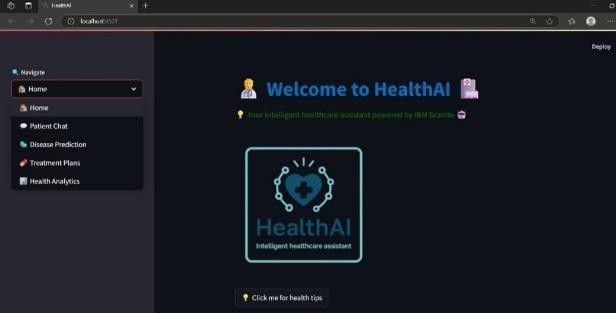 HealthAI
localhost:8501
Deploy
Navigate
Home
Home
Patient Chat
Disease Prediction
Treatment Plans
Health Analytics
Welcome to HealthAI
Your intelligent healthcare assistant powered by IBM Granite
HealthAI
Intelligent healthcare assistant
Click me for health tips